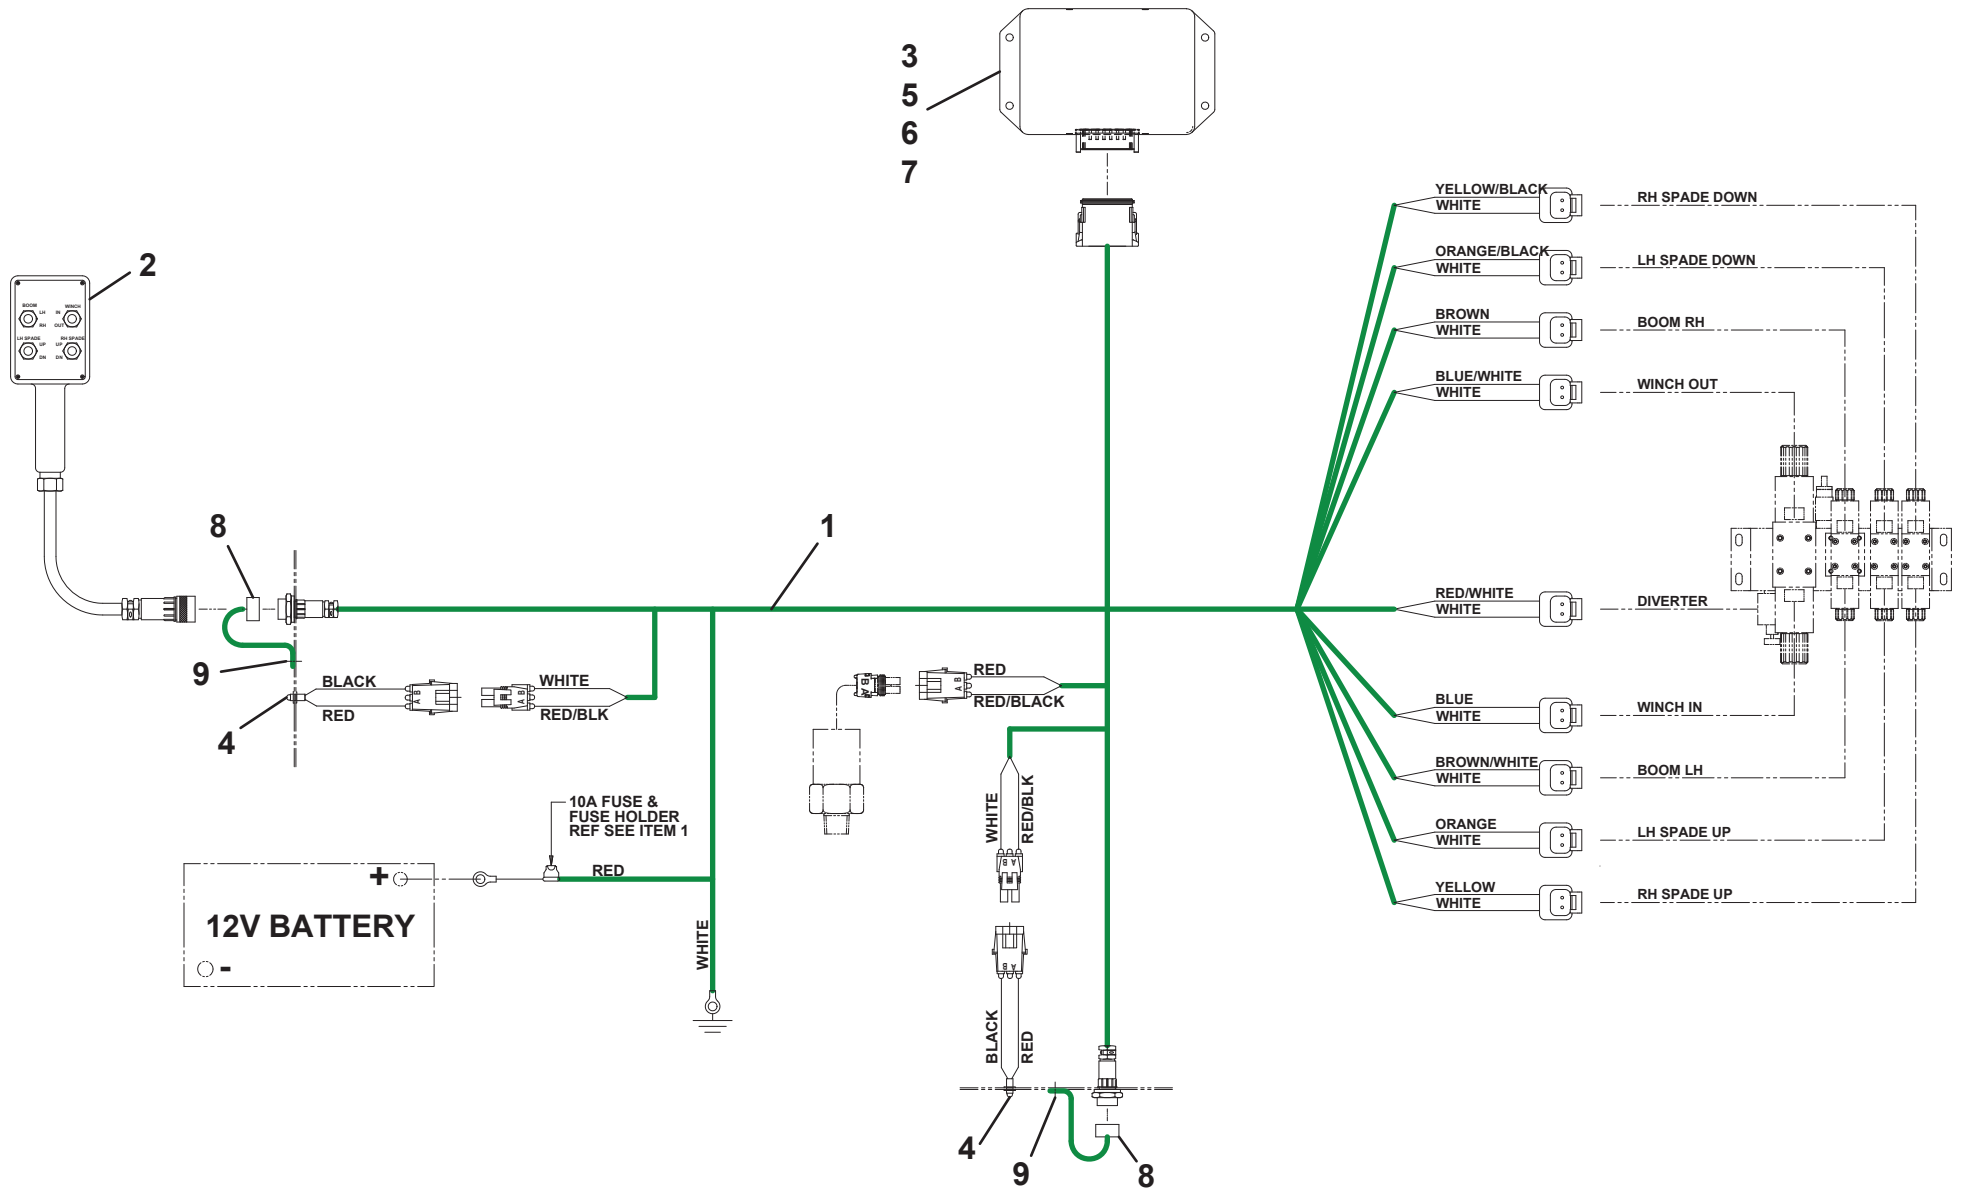 3
5
6
7
2
BOOM
WINCH
LH
IN
RH
OUT
LH SPADE
RH SPADE
UP
UP
DN
DN
YELLOW/BLACK
WHITE
RH SPADE DOWN
ORANGE/BLACK
WHITE
LH SPADE DOWN
BROWN
WHITE
BOOM RH
BLUE/WHITE
WHITE
WINCH OUT
8
1
RED/WHITE
WHITE
DIVERTER
9
BLACK
B
A
RED
B
A
WHITE
RED/BLK
4
B A
B
A
RED
RED/BLACK
BLUE
WHITE
WINCH IN
BROWN/WHITE
WHITE
BOOM LH
ORANGE
WHITE
LH SPADE UP
YELLOW
WHITE
RH SPADE UP
10A FUSE &
FUSE HOLDER
REF SEE ITEM 1
RED
+
12V BATTERY
-
WHITE
WHITE
RED/BLK
B A
B A
BLACK
RED
4
9
8